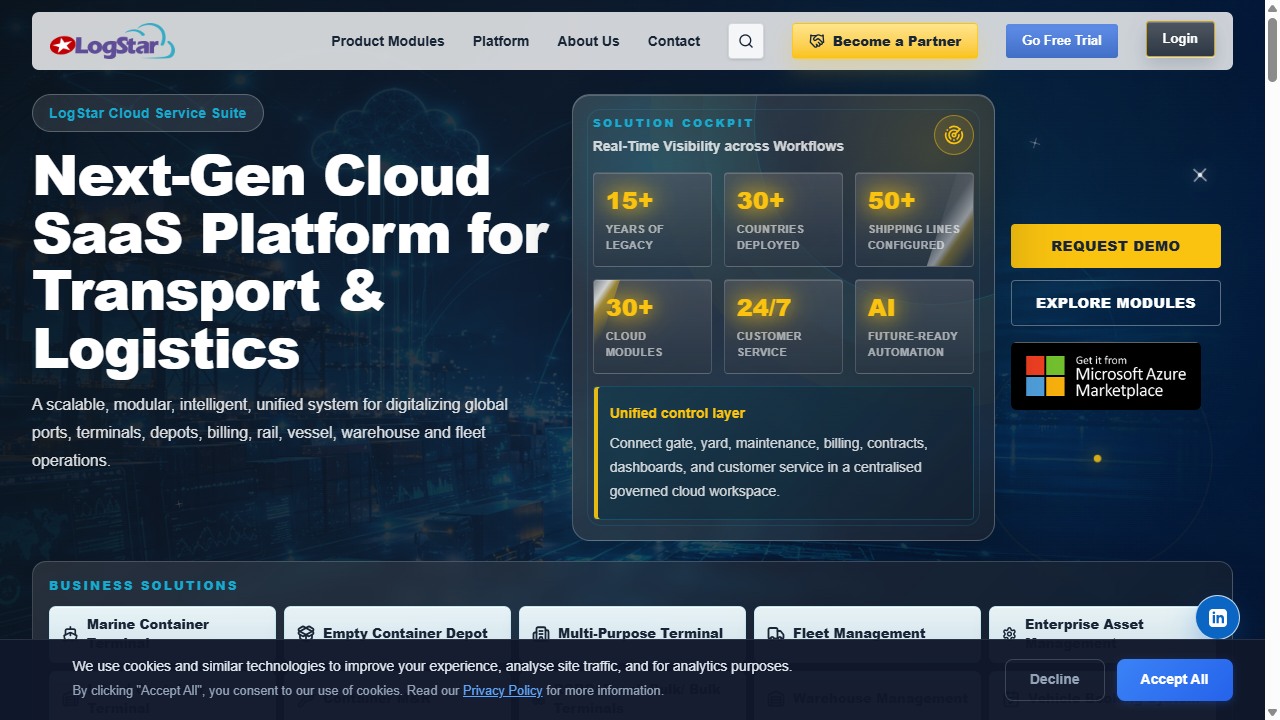 LogStar
Product Modules
Platform
About Us
Contact
Become a Partner
Go Free Trial
Login
LogStar Cloud Service Suite
Next-Gen Cloud
SaaS Platform for
Transport &
Logistics
A scalable, modular, intelligent, unified system for digitalizing global
ports, terminals, depots, billing, rail, vessel, warehouse and fleet
operations.
SOLUTION COCKPIT
Real-Time Visibility across Workflows
15+
YEARS OF
LEGACY
30+
COUNTRIES
DEPLOYED
50+
SHIPPING LINES
CONFIGURED
30+
CLOUD
MODULES
24/7
CUSTOMER
SERVICE
AI
FUTURE-READY
AUTOMATION
Unified control layer
Connect gate, yard, maintenance, billing, contracts,
dashboards, and customer service in a centralised
governed cloud workspace.
REQUEST DEMO
EXPLORE MODULES
Get it from
Microsoft Azure
Marketplace
BUSINESS SOLUTIONS
Marine Container
Terminal
Empty Container Depot
Multi-Purpose Terminal
Fleet Management
Enterprise Asset
Management
in
We use cookies and similar technologies to improve your experience, analyse site traffic, and for analytics purposes.
By clicking "Accept All", you consent to our use of cookies. Read our Privacy Policy for more information.
Decline
Accept All
Terminal
Terminals
Warehouse Management